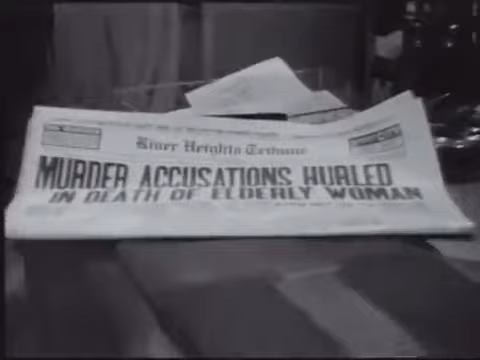 River Heights Tribune
MURDER ACCUSATIONS HURLED
IN DEATH OF ELDERLY WOMAN